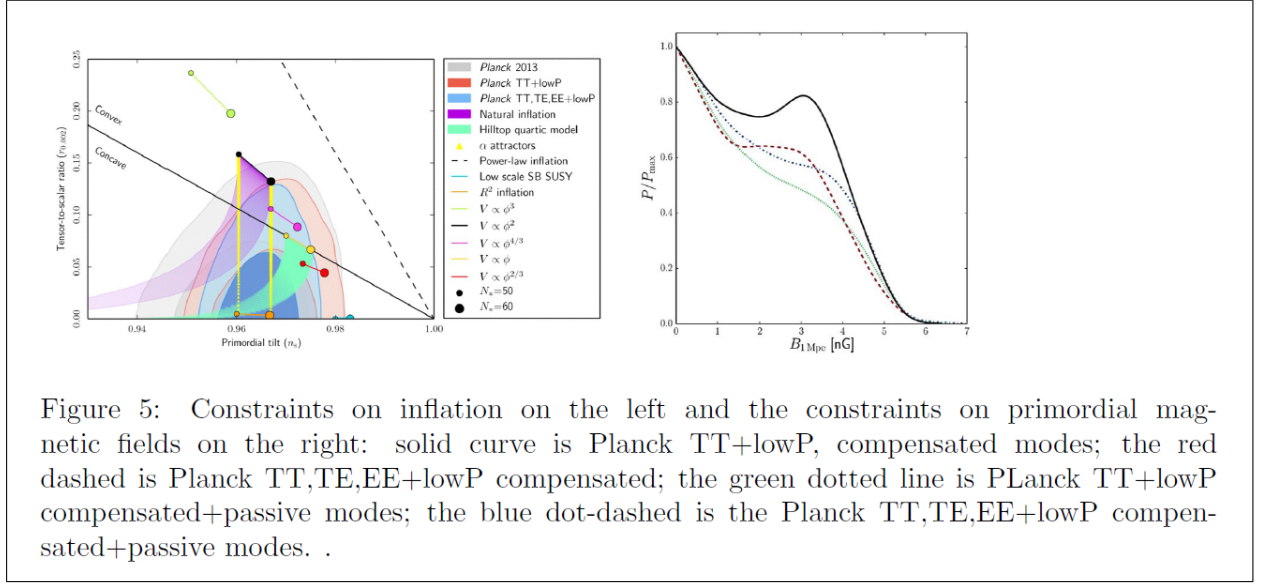 0.25
0.20
0.15
0.10
0.05
0.00
Tensor-to-scalar ratio (r0.002)
Convex
Concave
0.94
0.96
0.98
1.00
Primordial tilt (ns)
Planck 2013
Planck TT+lowP
Planck TT,TE,EE+lowP
Natural inflation
Hilltop quartic model
α attractors
Power-law inflation
Low scale SB SUSY
R² inflation
V ∝ ϕ³
V ∝ ϕ²
V ∝ ϕ^4/3
V ∝ ϕ
V ∝ ϕ^2/3
N*=50
N*=60
1.0
0.8
0.6
0.4
0.2
0.0
P/Pmax
0
1
2
3
4
5
6
7
B1 Mpc [nG]
Figure 5: Constraints on inflation on the left and the constraints on primordial mag-
netic fields on the right: solid curve is Planck TT+lowP, compensated modes; the red
dashed is Planck TT,TE,EE+lowP compensated; the green dotted line is PLanck TT+lowP
compensated+passive modes; the blue dot-dashed is the Planck TT,TE,EE+lowP compen-
sated+passive modes. .